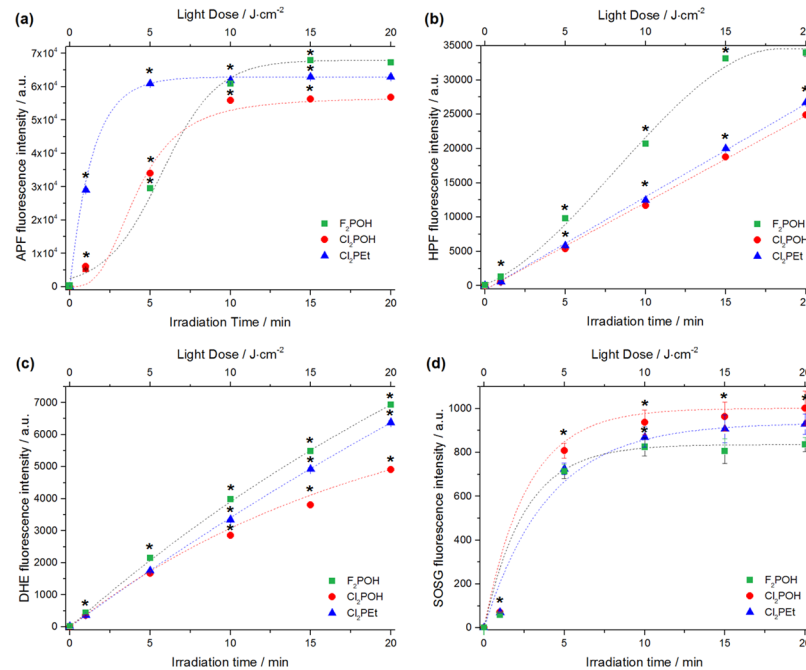 Light Dose / J·cm⁻²
(a)
0 5 10 15 20
7x10⁴
6x10⁴
5x10⁴
4x10⁴
3x10⁴
2x10⁴
1x10⁴
0
APF fluorescence intensity / a.u.
F₂POH
Cl₂POH
Cl₂PEt
0 5 10 15 20
Irradiation Time / min
Light Dose / J·cm⁻²
(b)
0 5 10 15 20
35000
30000
25000
20000
15000
10000
5000
0
HPF fluorescence intensity / a.u.
F₂POH
Cl₂POH
Cl₂PEt
0 5 10 15 20
Irradiation time / min
Light Dose / J·cm⁻²
(c)
0 5 10 15 20
7000
6000
5000
4000
3000
2000
1000
0
DHE fluorescence intensity / a.u.
F₂POH
Cl₂POH
Cl₂PEt
0 5 10 15 20
Irradiation time / min
Light Dose / J·cm⁻²
(d)
0 5 10 15 20
1000
800
600
400
200
0
SOSG fluorescence intensity / a.u.
F₂POH
Cl₂POH
Cl₂PEt
0 5 10 15 20
Irradiation time / min